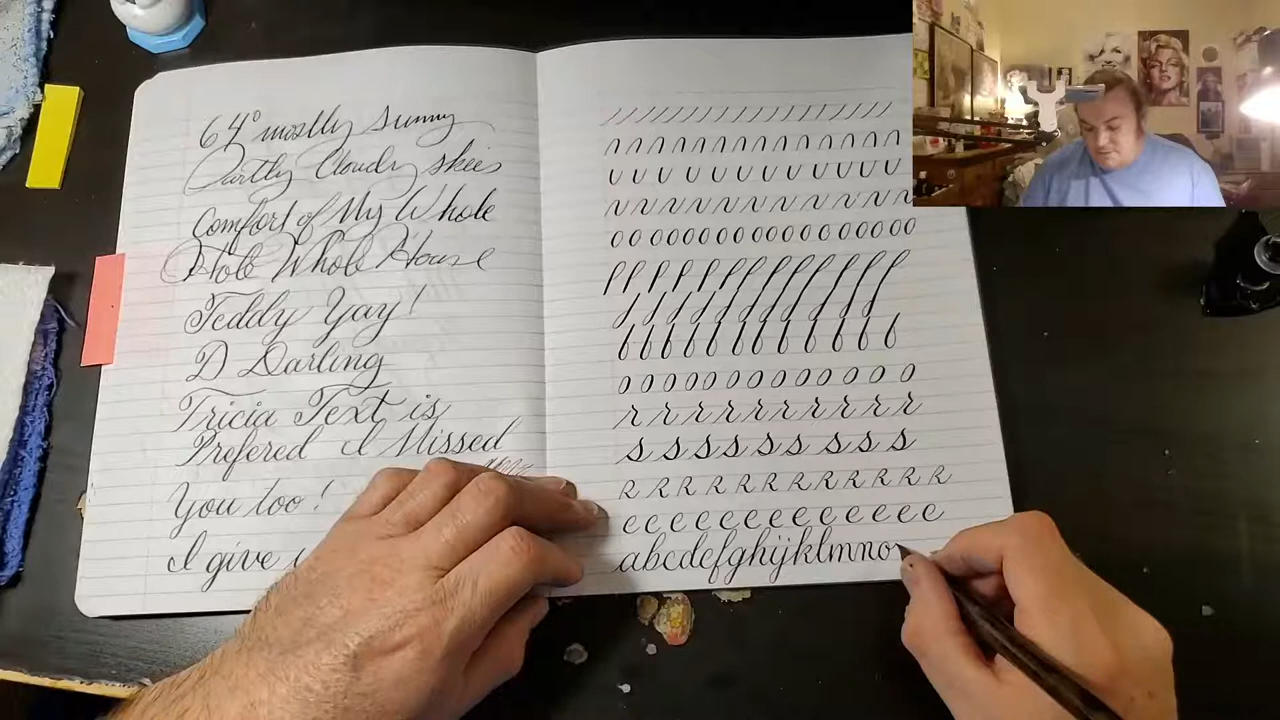 64° mostly sunny
Partly Cloudy skies
Comfort of My Whole
Hole Whole House
Teddy Yay!
D Darling
Tricia Text is
Prefered I Missed
You too!
I give
n n n n n n n n n n n n n n
u u u u u u u u u u u u u
o o o o o o o o o o o o o o o
o o o o o o o o o o o o o
r r r r r r r r r r r
s s s s s s s s s
R R R R R R R R R R R R
e e e e e e e e e e e e e
abcdefghijklmno